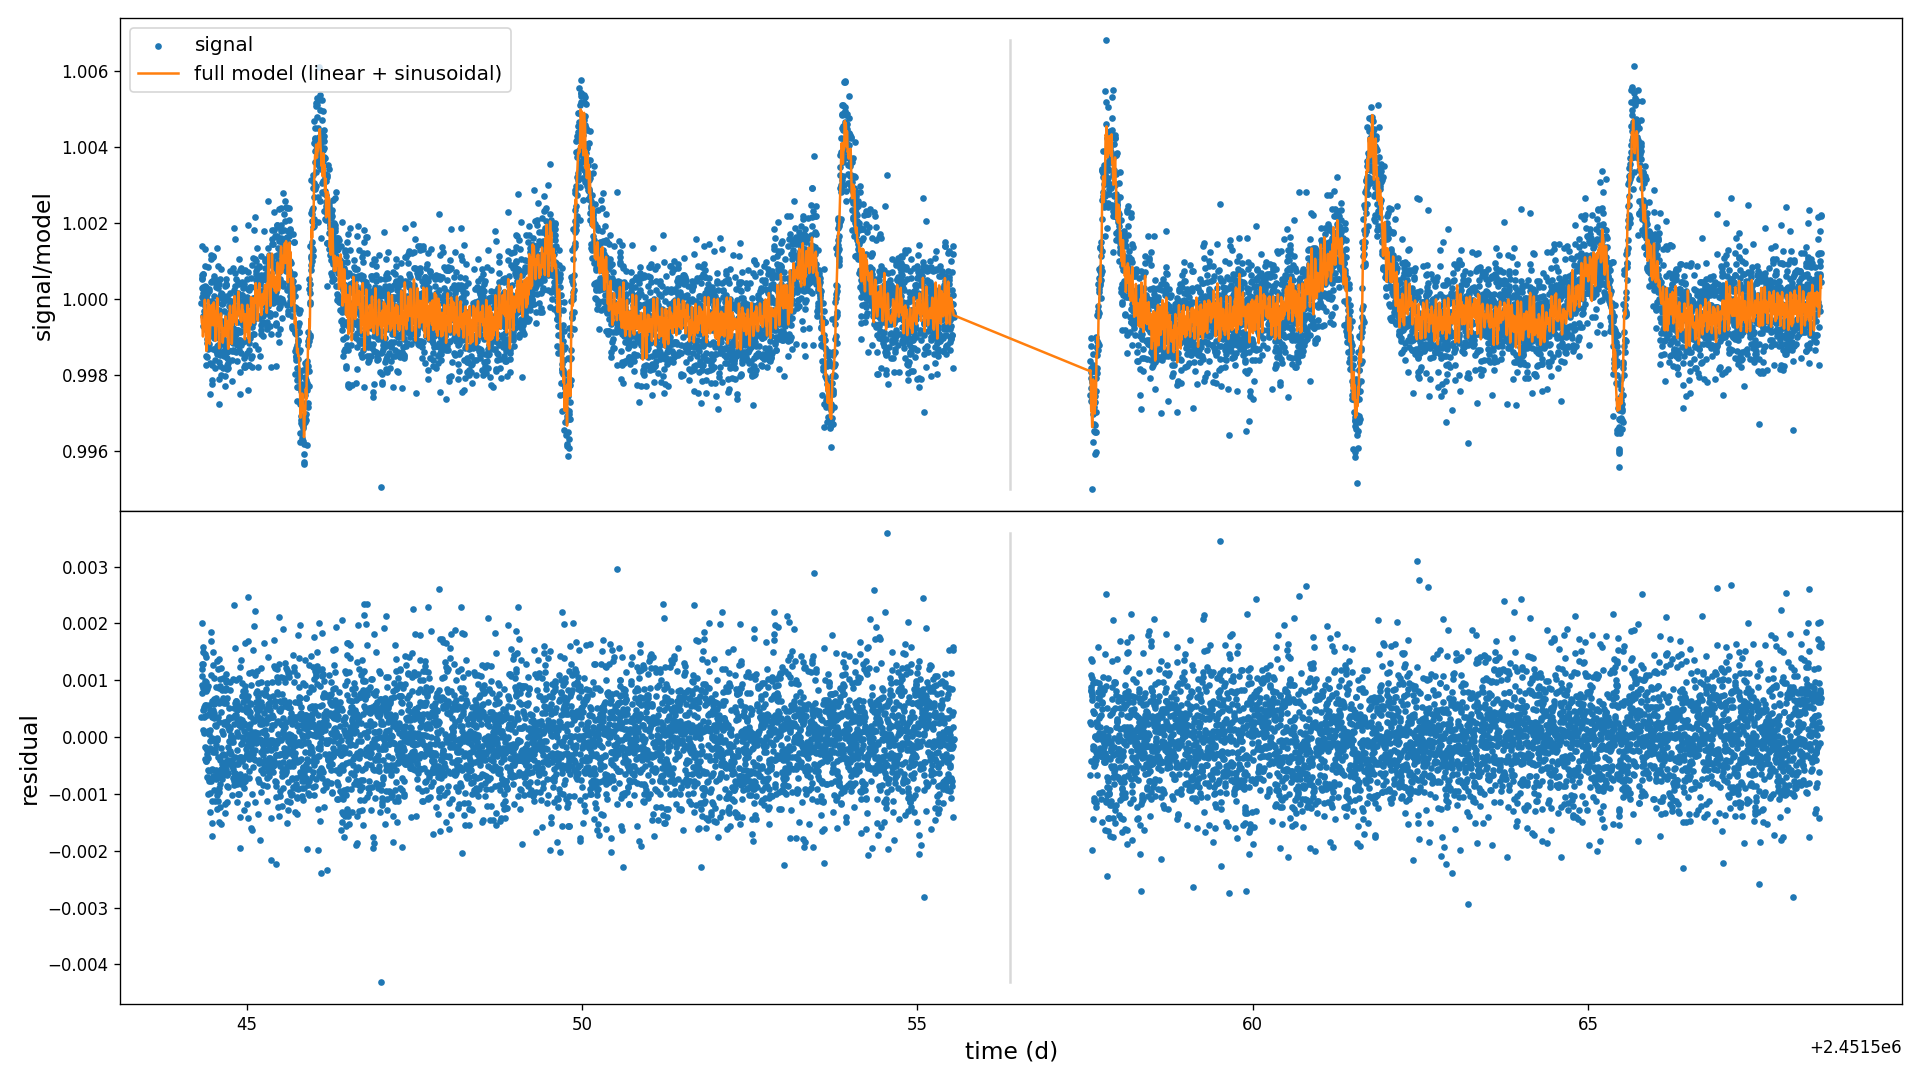 signal
full model (linear + sinusoidal)
signal/model
1.006
1.004
1.002
1.000
0.998
0.996
residual
0.003
0.002
0.001
0.000
−0.001
−0.002
−0.003
−0.004
45 50 55 60 65
time (d)
+2.4515e6